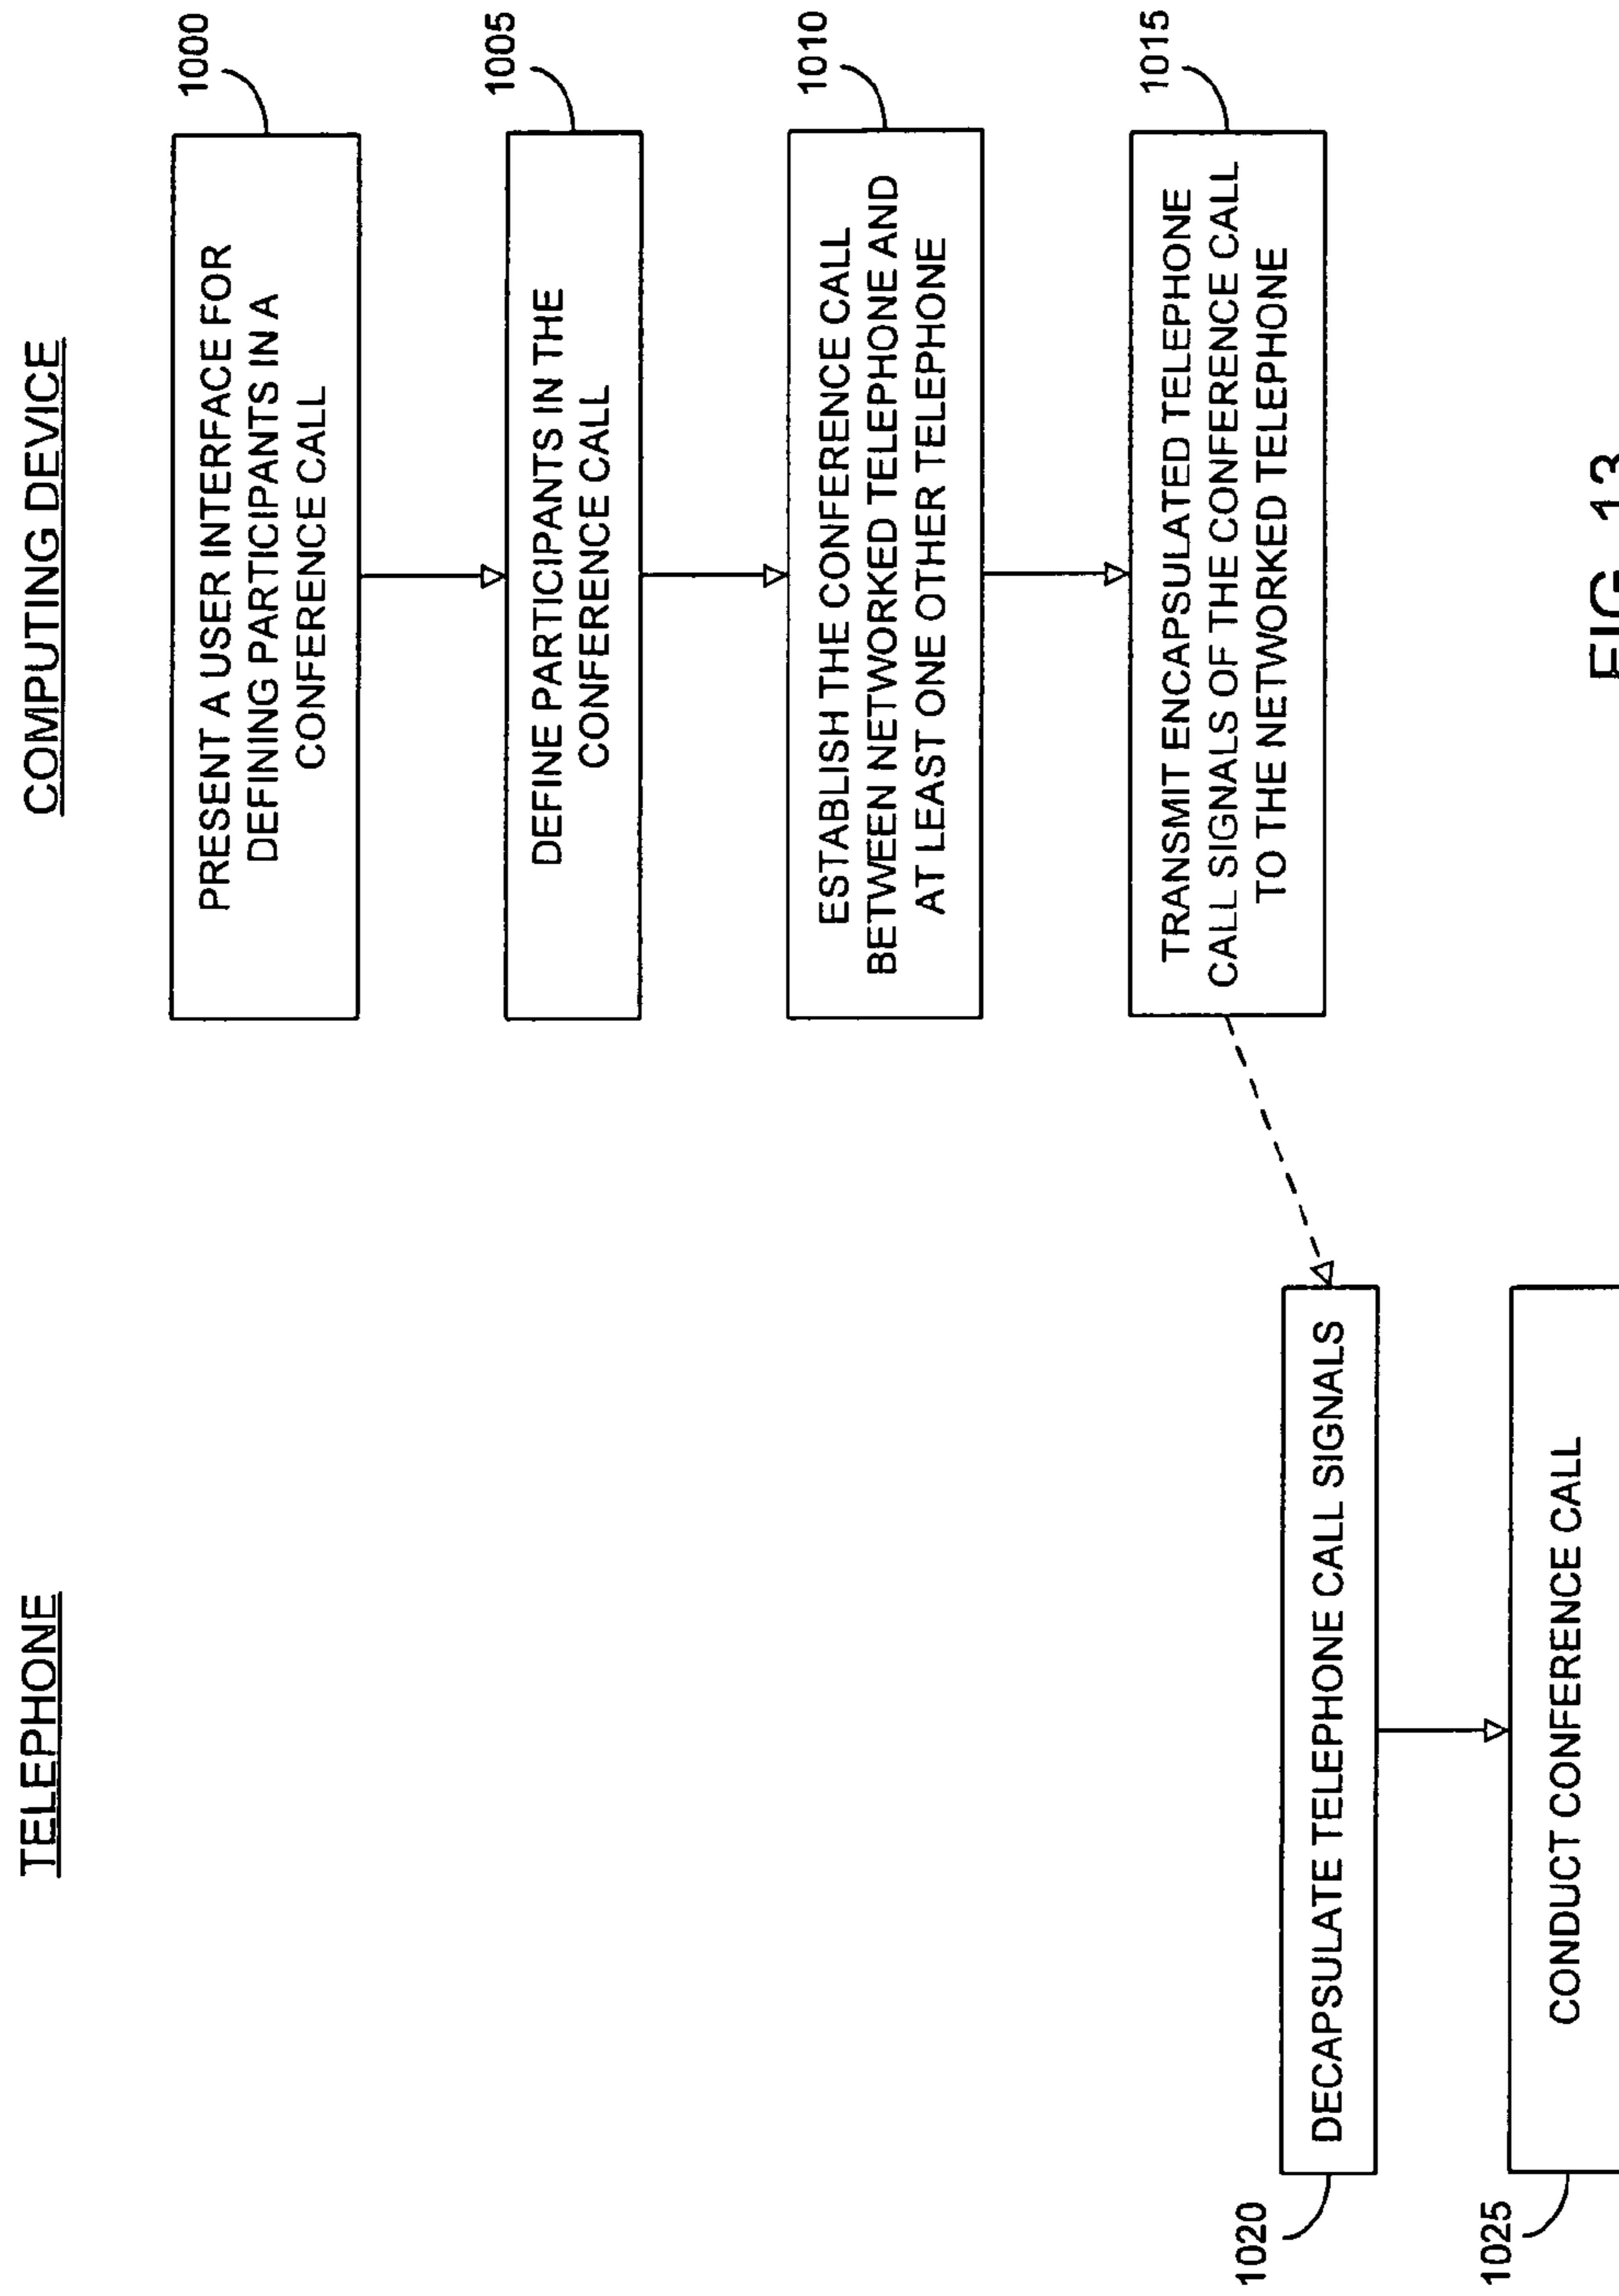 TELEPHONE
COMPUTING DEVICE
PRESENT A USER INTERFACE FOR
DEFINING PARTICIPANTS IN A
CONFERENCE CALL
1000
DEFINE PARTICIPANTS IN THE
CONFERENCE CALL
1005
ESTABLISH THE CONFERENCE CALL
BETWEEN NETWORKED TELEPHONE AND
AT LEAST ONE OTHER TELEPHONE
1010
TRANSMIT ENCAPSULATED TELEPHONE
CALL SIGNALS OF THE CONFERENCE CALL
TO THE NETWORKED TELEPHONE
1015
1020
DECAPSULATE TELEPHONE CALL SIGNALS
1025
CONDUCT CONFERENCE CALL
FIG. 13